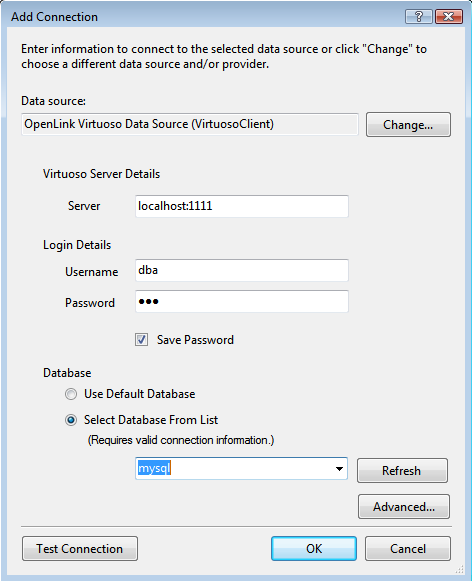 Add Connection
Enter information to connect to the selected data source or click "Change" to
choose a different data source and/or provider.
Data source:
OpenLink Virtuoso Data Source (VirtuosoClient)
Change...
Virtuoso Server Details
Server
localhost:1111
Login Details
Username
dba
Password
●●●
Save Password
Database
Use Default Database
Select Database From List
(Requires valid connection information.)
mysql
Refresh
Advanced...
Test Connection
OK
Cancel